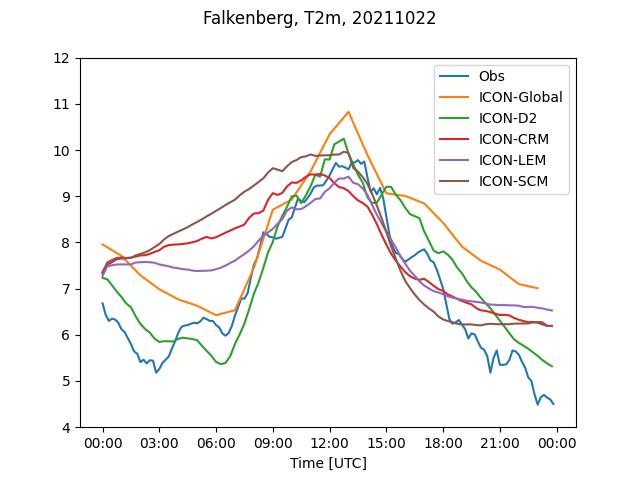 Falkenberg, T2m, 20211022
12
11
10
9
8
7
6
5
4
Obs
ICON-Global
ICON-D2
ICON-CRM
ICON-LEM
ICON-SCM
00:00 03:00 06:00 09:00 12:00 15:00 18:00 21:00 00:00
Time [UTC]